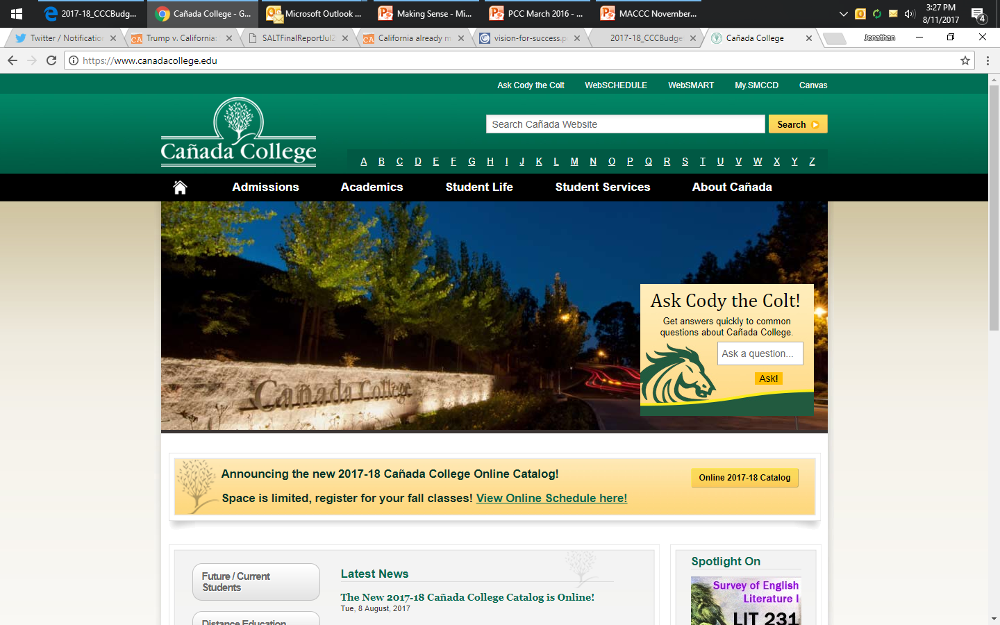 2017-18_CCCBudg...
Cañada College - G...
Microsoft Outlook ...
Making Sense - Mi...
PCC March 2016 - ...
MACCC November...
3:27 PM
8/11/2017
4
Twitter / Notification
Trump v. California:
SALTFinalReportJul2
California already m
vision-for-success.p
2017-18_CCCBudge
Cañada College
Jonathan
https://www.canadacollege.edu
Ask Cody the Colt WebSCHEDULE WebSMART My.SMCCD Canvas
Cañada College
Search Cañada Website
Search
A B C D E F G H I J K L M N O P Q R S T U V W X Y Z
Admissions Academics Student Life Student Services About Cañada
Cañada College
Ask Cody the Colt!
Get answers quickly to common
questions about Cañada College.
Ask a question...
Ask!
Announcing the new 2017-18 Cañada College Online Catalog!
Online 2017-18 Catalog
Space is limited, register for your fall classes! View Online Schedule here!
Future / Current
Students
Distance Education
Latest News
The New 2017-18 Cañada College Catalog is Online!
Tue, 8 August, 2017
Spotlight On
Survey of English
Literature I
LIT 231